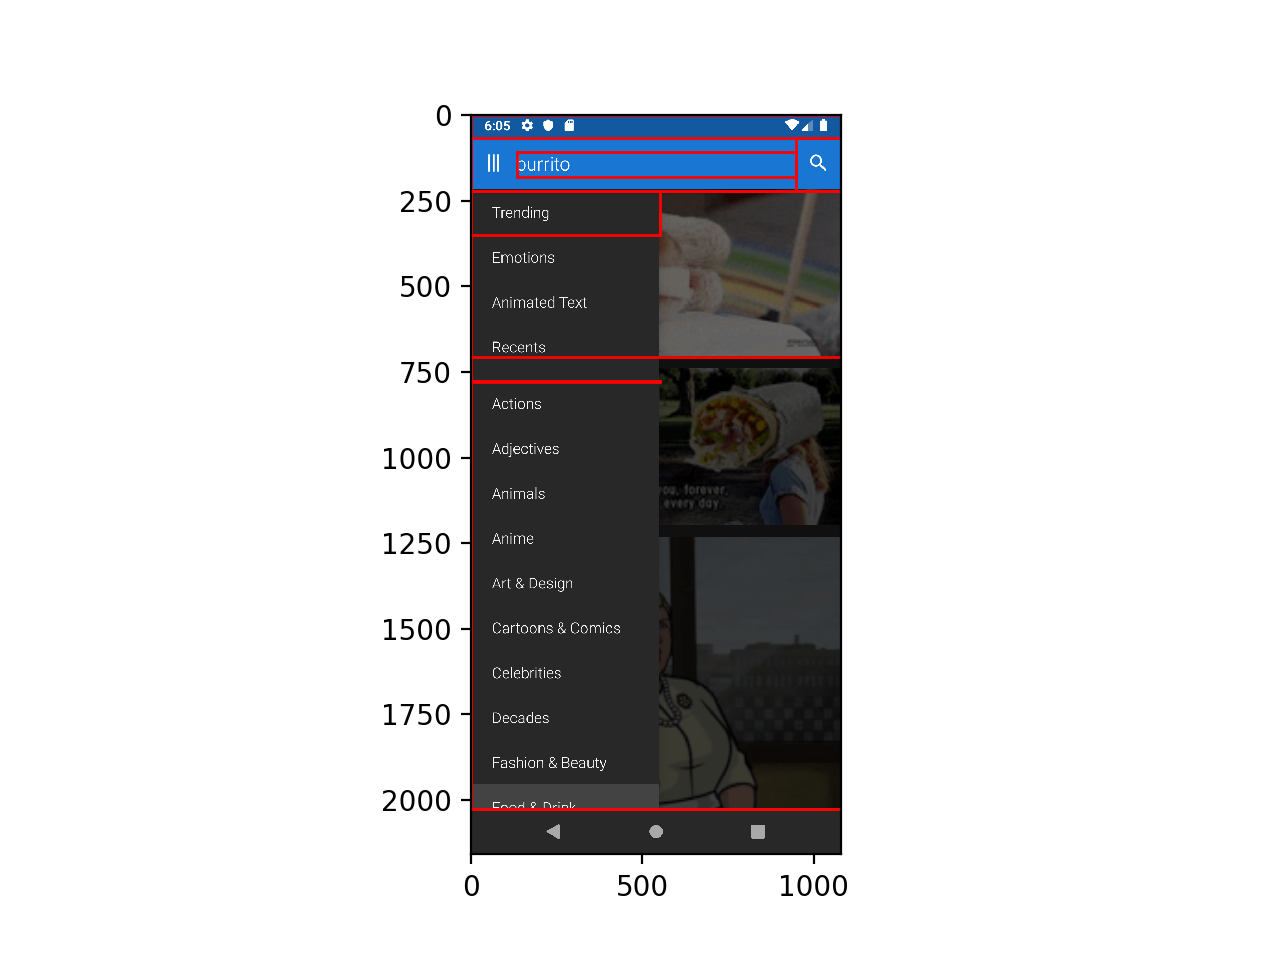 0
6:05
burrito
250
Trending
Emotions
500
Animated Text
Recents
750
Actions
Adjectives
1000
Animals
you, forever,
every day.
Anime
1250
Art & Design
Cartoons & Comics
1500
Celebrities
Decades
1750
Fashion & Beauty
Food & Drink
2000
0
500
1000